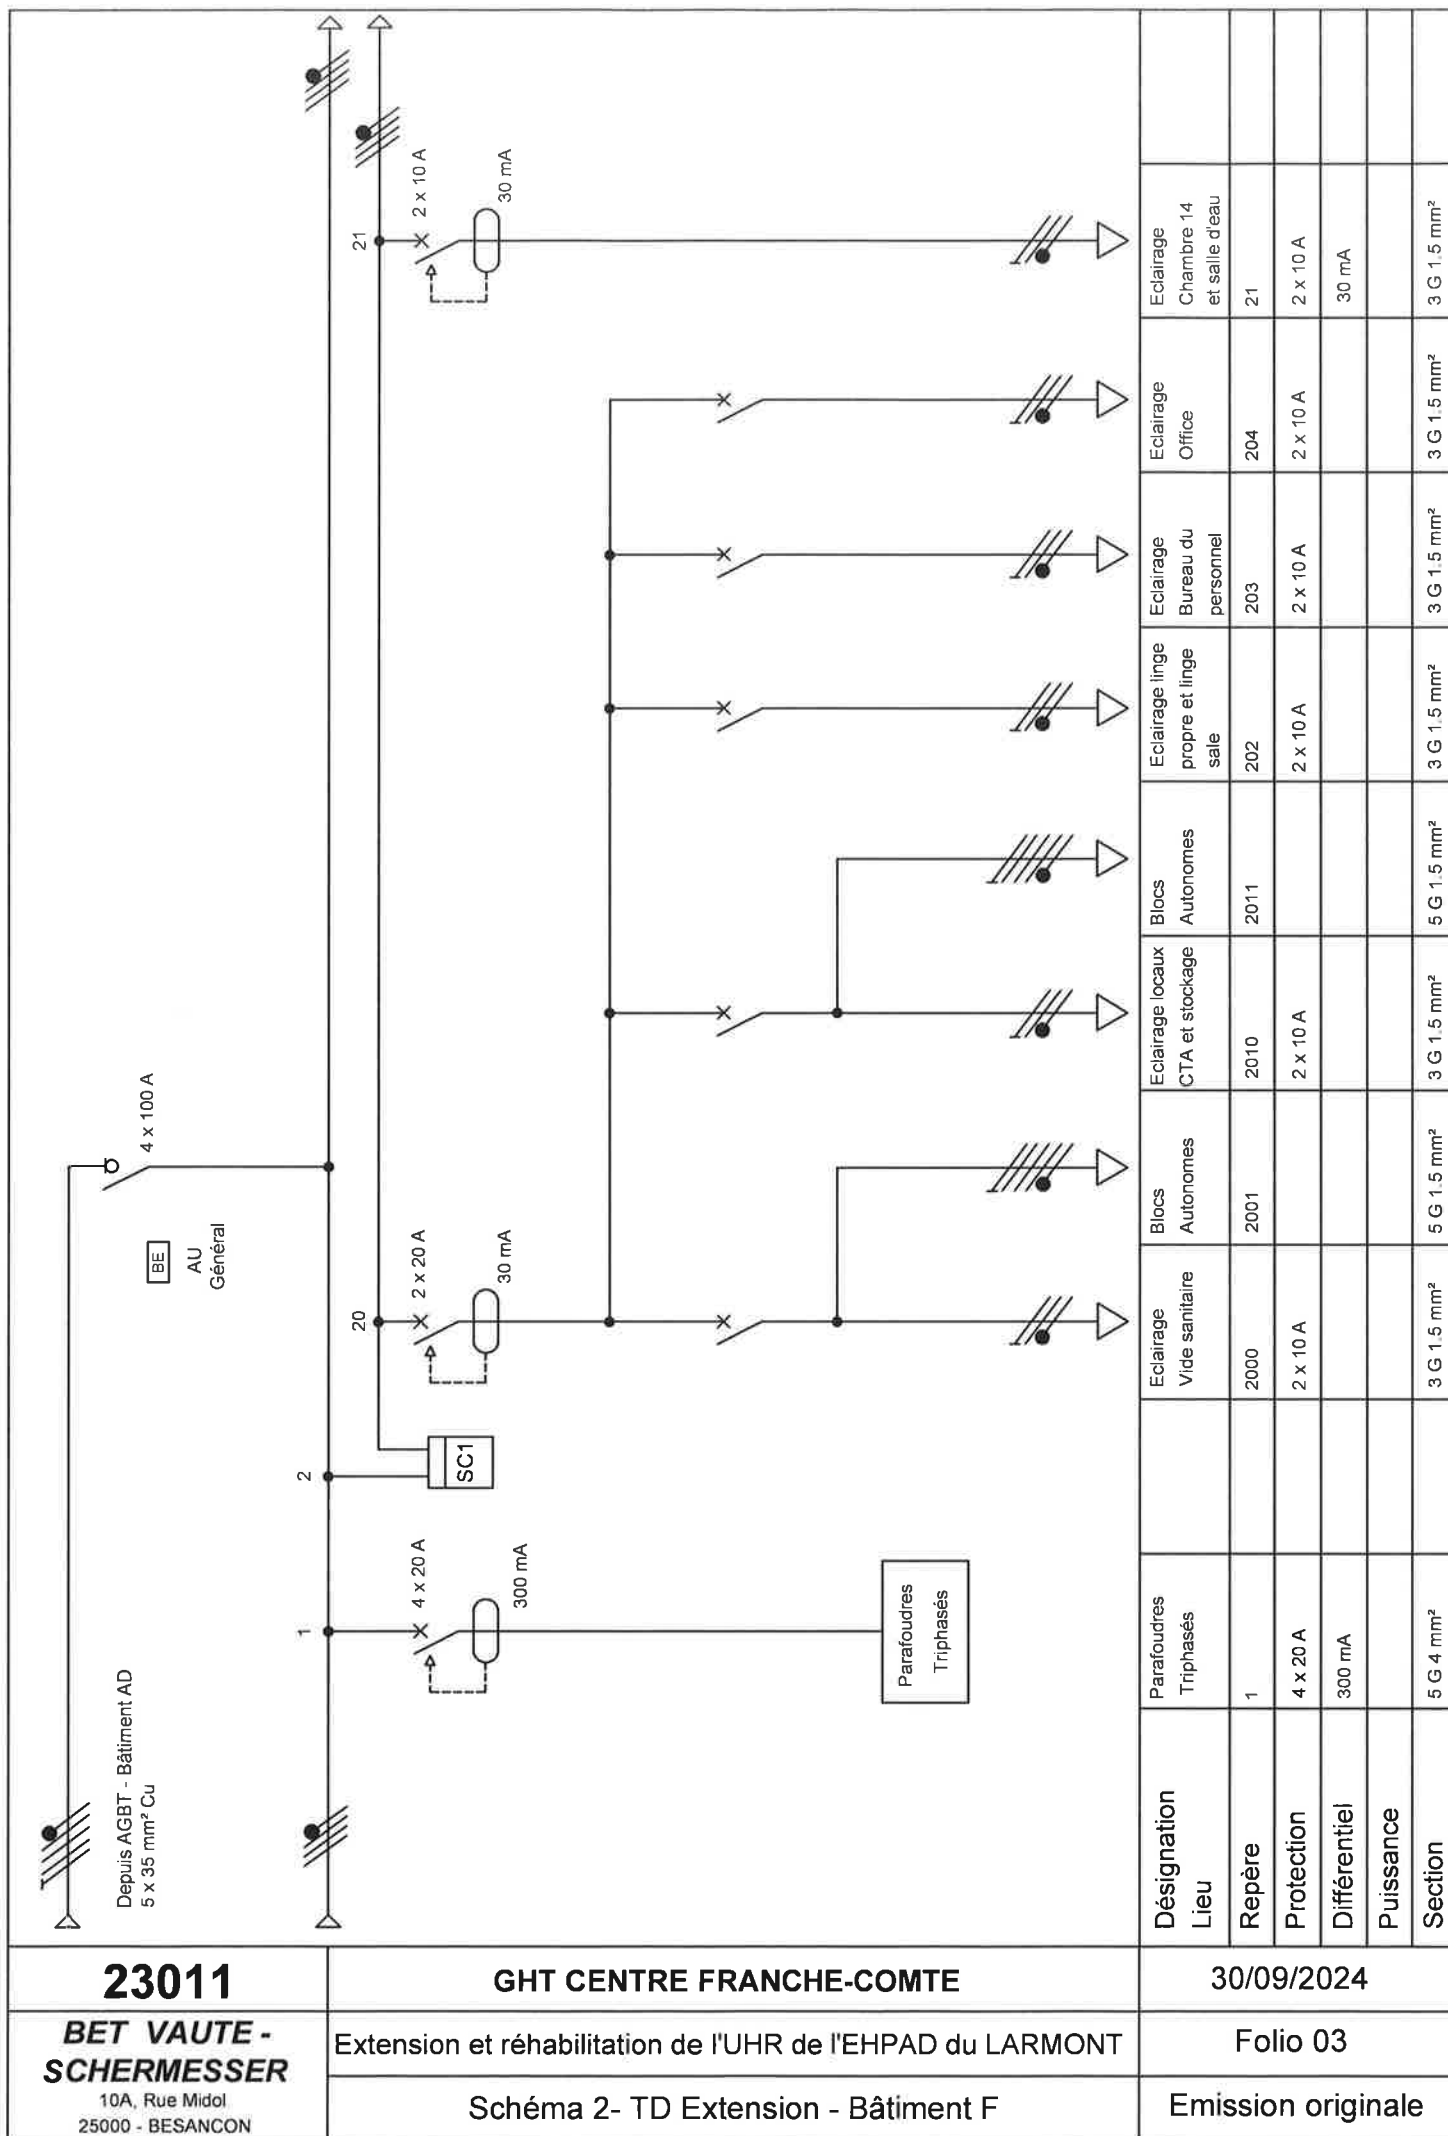 Depuis AGBT - Bâtiment AD
5 x 35 mm² Cu
BE
AU
Général
4 x 100 A
1
4 x 20 A
300 mA
Parafoudres
Triphasés
2
SC1
20
2 x 20 A
30 mA
21
2 x 10 A
30 mA
Désignation
Lieu
Parafoudres
Triphasés
Eclairage
Vide sanitaire
Blocs
Autonomes
Eclairage locaux
CTA et stockage
Blocs
Autonomes
Eclairage linge
propre et linge
sale
Eclairage
Bureau du
personnel
Eclairage
Office
Eclairage
Chambre 14
et salle d'eau
Repère 1 2000 2001 2010 2011 202 203 204 21
Protection 4 x 20 A 2 x 10 A 2 x 10 A 2 x 10 A 2 x 10 A 2 x 10 A 2 x 10 A
Différentiel 300 mA 30 mA
Puissance
Section 5 G 4 mm² 3 G 1.5 mm² 5 G 1.5 mm² 3 G 1.5 mm² 5 G 1.5 mm² 3 G 1.5 mm² 3 G 1.5 mm² 3 G 1.5 mm² 3 G 1.5 mm²
23011
GHT CENTRE FRANCHE-COMTE
30/09/2024
BET VAUTE -
SCHERMESSER
10A, Rue Midol
25000 - BESANCON
Extension et réhabilitation de l'UHR de l'EHPAD du LARMONT
Folio 03
Schéma 2- TD Extension - Bâtiment F
Emission originale